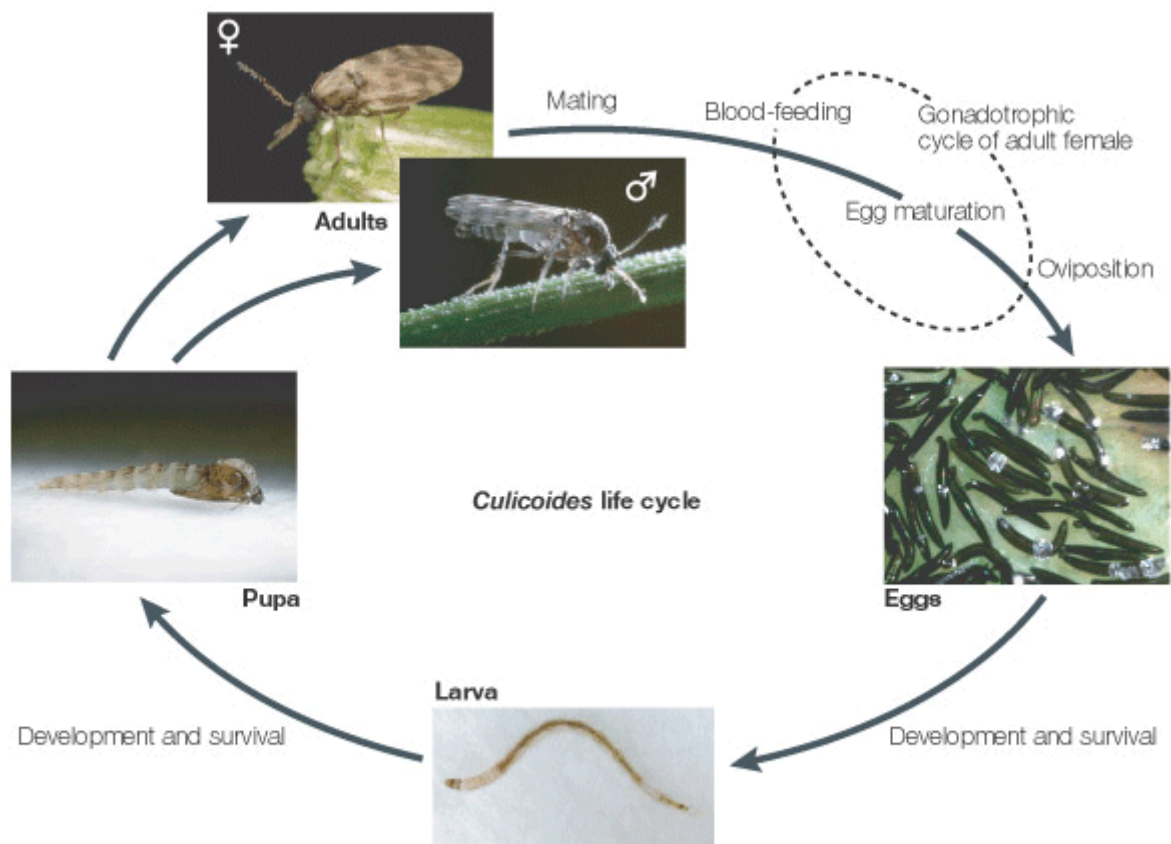 ♀
Mating
Blood-feeding
Gonadotrophic
cycle of adult female
Adults
♂
Egg maturation
Oviposition
Culicoides life cycle
Pupa
Eggs
Larva
Development and survival
Development and survival